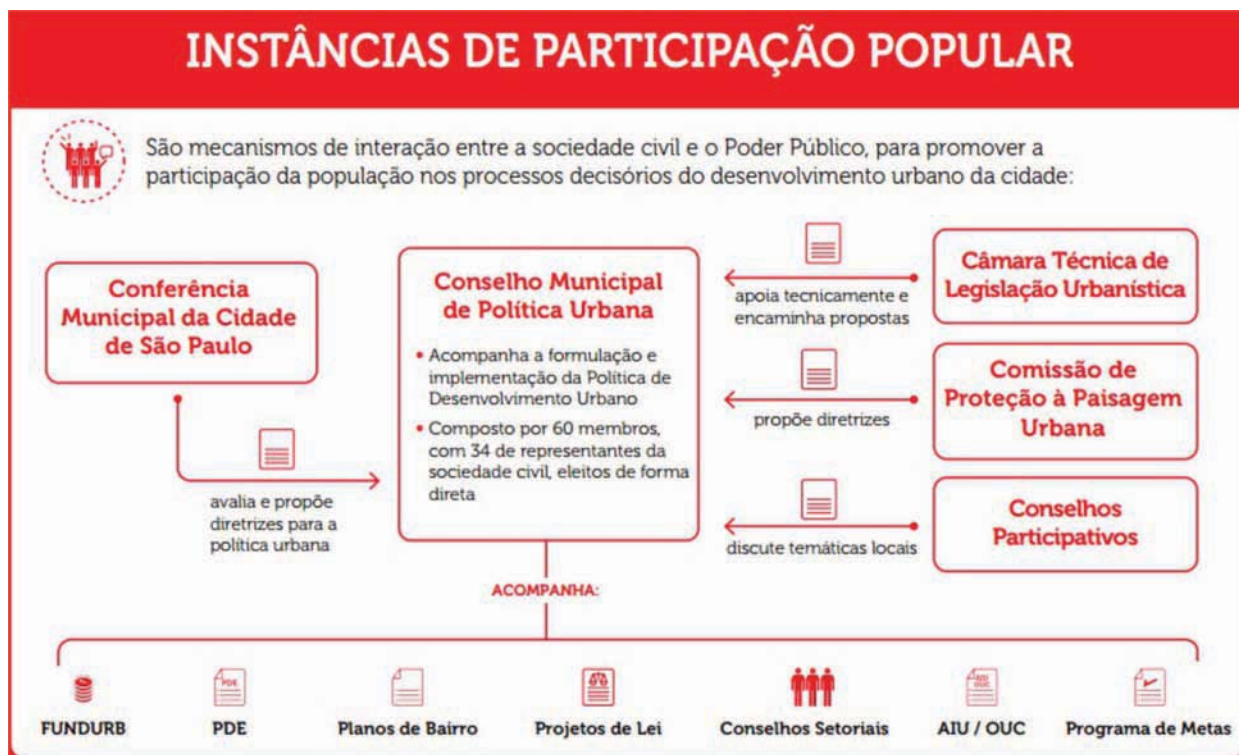 INSTÂNCIAS DE PARTICIPAÇÃO POPULAR
São mecanismos de interação entre a sociedade civil e o Poder Público, para promover a
participação da população nos processos decisórios do desenvolvimento urbano da cidade:
Conferência
Municipal da Cidade
de São Paulo
avalia e propõe
diretrizes para a
política urbana
Conselho Municipal
de Política Urbana
• Acompanha a formulação e
implementação da Política de
Desenvolvimento Urbano
• Composto por 60 membros,
com 34 de representantes da
sociedade civil, eleitos de forma
direta
apoia tecnicamente e
encaminha propostas
Câmara Técnica de
Legislação Urbanística
propõe diretrizes
Comissão de
Proteção à Paisagem
Urbana
discute temáticas locais
Conselhos
Participativos
ACOMPANHA:
PDE
AIU
OUC
FUNDURB
PDE
Planos de Bairro
Projetos de Lei
Conselhos Setoriais
AIU / OUC
Programa de Metas